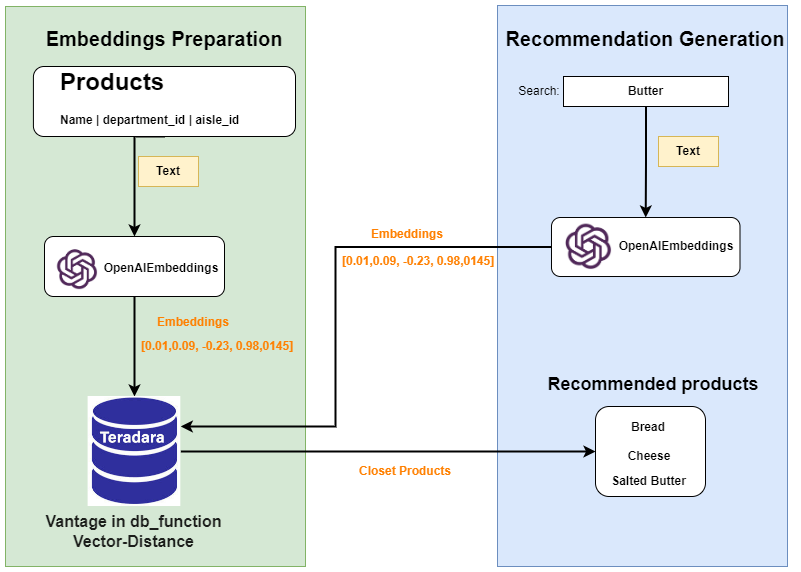 Embeddings Preparation
Products
Name | department_id | aisle_id
Text
OpenAIEmbeddings
Embeddings
[0.01,0.09, -0.23, 0.98,0145]
Teradara
Vantage in db_function
Vector-Distance
Recommendation Generation
Search: Butter
Text
OpenAIEmbeddings
Embeddings
[0.01,0.09, -0.23, 0.98,0145]
Closet Products
Recommended products
Bread
Cheese
Salted Butter